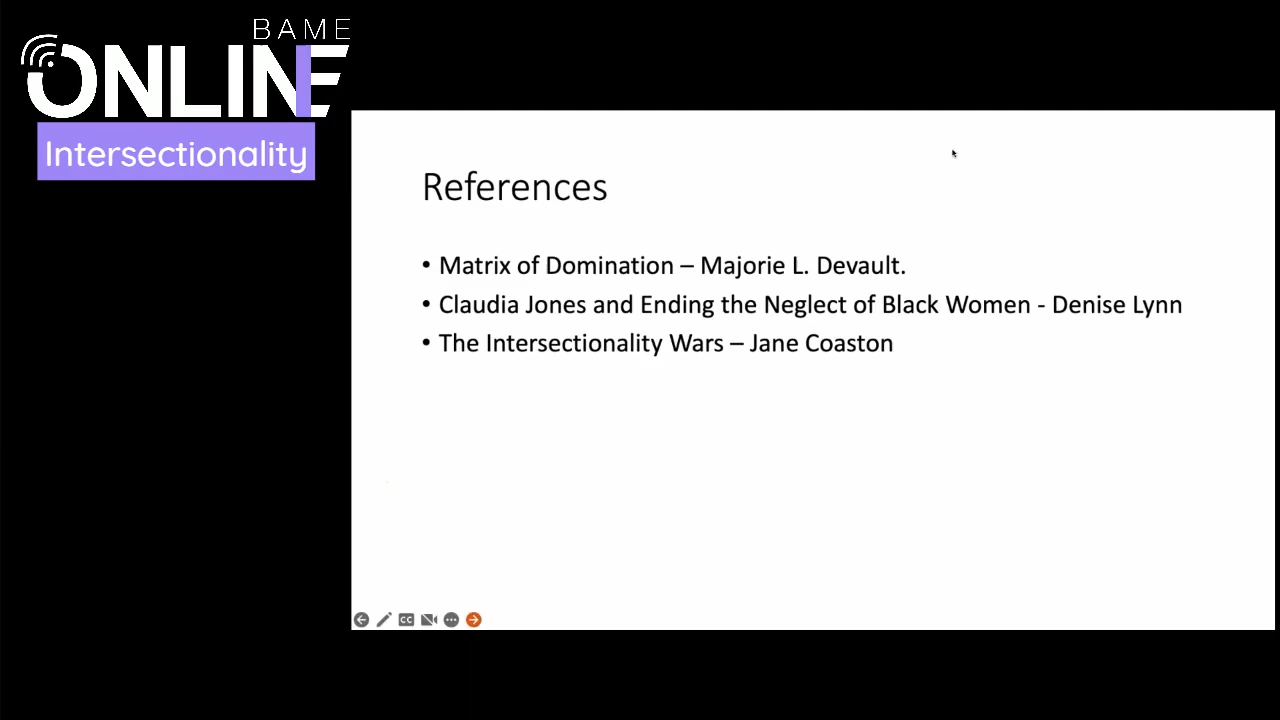 BAME
ONLINE
Intersectionality
References
• Matrix of Domination – Majorie L. Devault.
• Claudia Jones and Ending the Neglect of Black Women - Denise Lynn
• The Intersectionality Wars – Jane Coaston
CC